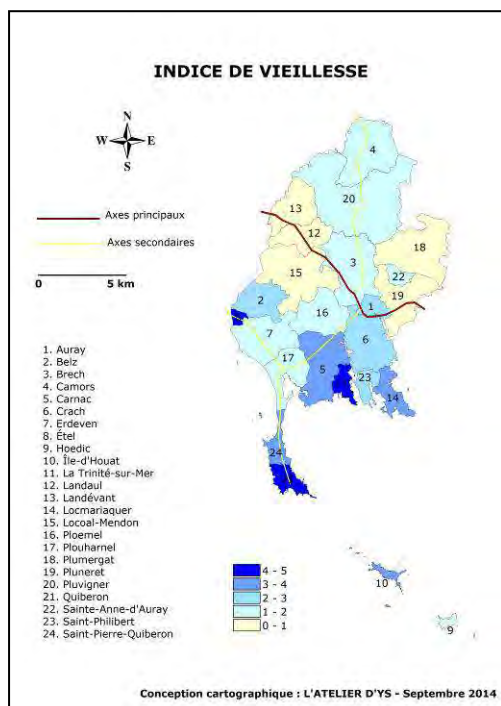 INDICE DE VIEILLESSE
N
W E
S
Axes principaux
Axes secondaires
0 5 km
4
20
13
12
18
3
22
15
19
2
1
16
7
6
17
5
23
14
24
10
9
1. Auray
2. Belz
3. Brech
4. Camors
5. Carnac
6. Crach
7. Erdeven
8. Étel
9. Hoedic
10. Île-d'Houat
11. La Trinité-sur-Mer
12. Landaul
13. Landévant
14. Locmariaquer
15. Locoal-Mendon
16. Ploemel
17. Plouharnel
18. Plumergat
19. Pluneret
20. Pluvigner
21. Quiberon
22. Sainte-Anne-d'Auray
23. Saint-Philibert
24. Saint-Pierre-Quiberon
4 - 5
3 - 4
2 - 3
1 - 2
0 - 1
Conception cartographique : L'ATELIER D'YS - Septembre 2014